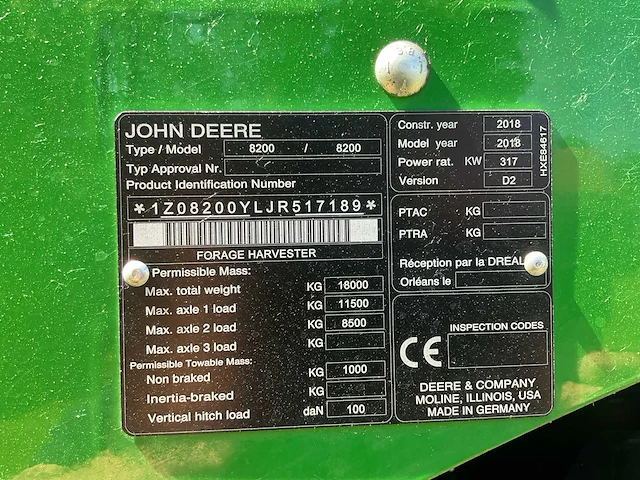 JOHN DEERE
Type / Model 8200 / 8200
Typ Approval Nr.
Product Identification Number
*1Z08200YLJR517189*
FORAGE HARVESTER
Permissible Mass:
Max. total weight KG 18000
Max. axle 1 load KG 11500
Max. axle 2 load KG 8500
Max. axle 3 load KG
Permissible Towable Mass:
Non braked KG 1000
Inertia-braked KG
Vertical hitch load daN 100
Constr. year 2018
Model year 2018
Power rat. KW 317
Version D2
HXE84617
PTAC KG
PTRA KG
Réception par la DREAL
Orléans le
INSPECTION CODES
CE
DEERE & COMPANY
MOLINE, ILLINOIS, USA
MADE IN GERMANY